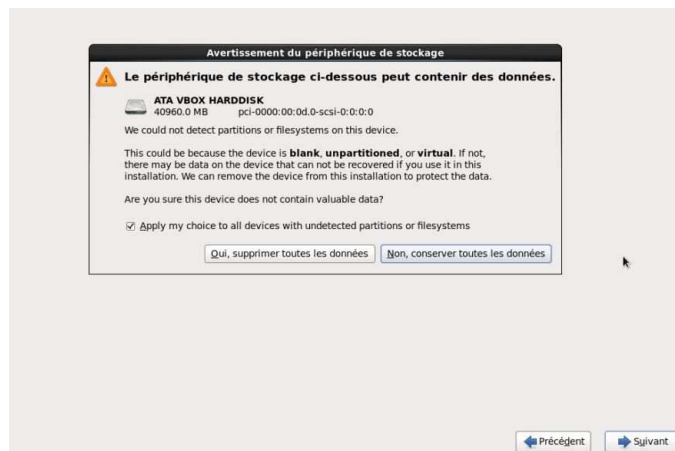 Avertissement du périphérique de stockage
Le périphérique de stockage ci-dessous peut contenir des données.
ATA VBOX HARDDISK
40960.0 MB pci-0000:00:0d.0-scsi-0:0:0:0
We could not detect partitions or filesystems on this device.
This could be because the device is blank, unpartitioned, or virtual. If not,
there may be data on the device that can not be recovered if you use it in this
installation. We can remove the device from this installation to protect the data.
Are you sure this device does not contain valuable data?
Apply my choice to all devices with undetected partitions or filesystems
Oui, supprimer toutes les données Non, conserver toutes les données
Précédent Suivant